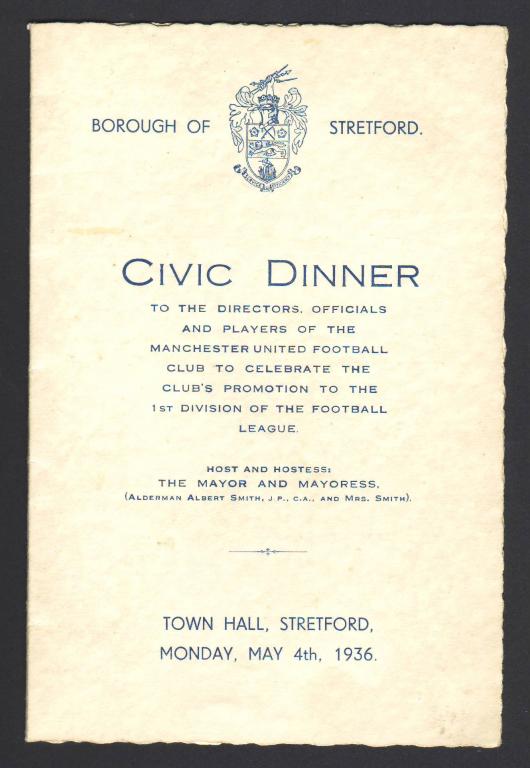 BOROUGH OF STRETFORD.
CIVIC DINNER
TO THE DIRECTORS, OFFICIALS
AND PLAYERS OF THE
MANCHESTER UNITED FOOTBALL
CLUB TO CELEBRATE THE
CLUB'S PROMOTION TO THE
1ST DIVISION OF THE FOOTBALL
LEAGUE.
HOST AND HOSTESS:
THE MAYOR AND MAYORESS,
(ALDERMAN ALBERT SMITH, J P., C.A., AND MRS. SMITH).
TOWN HALL, STRETFORD,
MONDAY, MAY 4th, 1936.